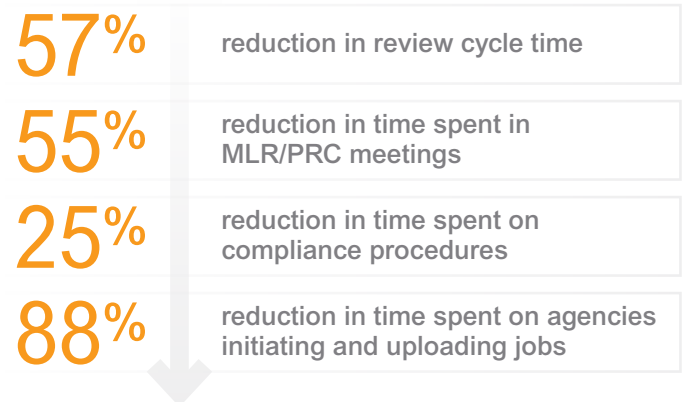 57% reduction in review cycle time
55% reduction in time spent in
MLR/PRC meetings
25% reduction in time spent on
compliance procedures
88% reduction in time spent on agencies
initiating and uploading jobs